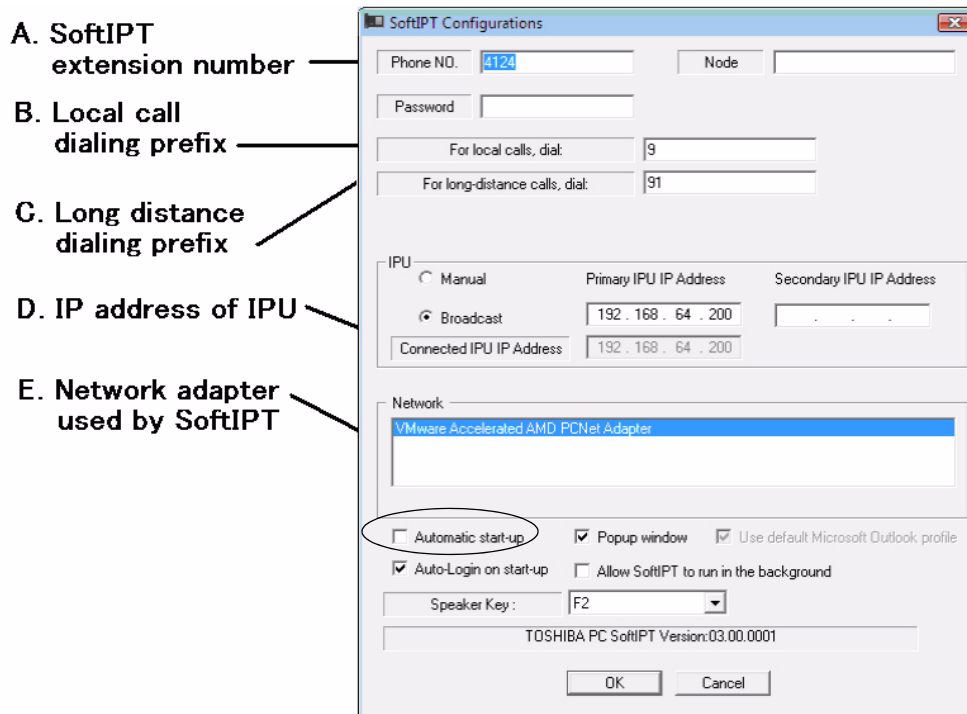 A. SoftIPT
extension number
B. Local call
dialing prefix
C. Long distance
dialing prefix
D. IP address of IPU
E. Network adapter
used by SoftIPT
SoftIPT Configurations
Phone NO. 4124 Node
Password
For local calls, dial: 9
For long-distance calls, dial: 91
IPU
Manual Primary IPU IP Address Secondary IPU IP Address
Broadcast 192 . 168 . 64 . 200 . . .
Connected IPU IP Address 192 . 168 . 64 . 200
Network
VMware Accelerated AMD PCNet Adapter
Automatic start-up Popup window Use default Microsoft Outlook profile
Auto-Login on start-up Allow SoftIPT to run in the background
Speaker Key : F2
TOSHIBA PC SoftIPT Version:03.00.0001
OK Cancel